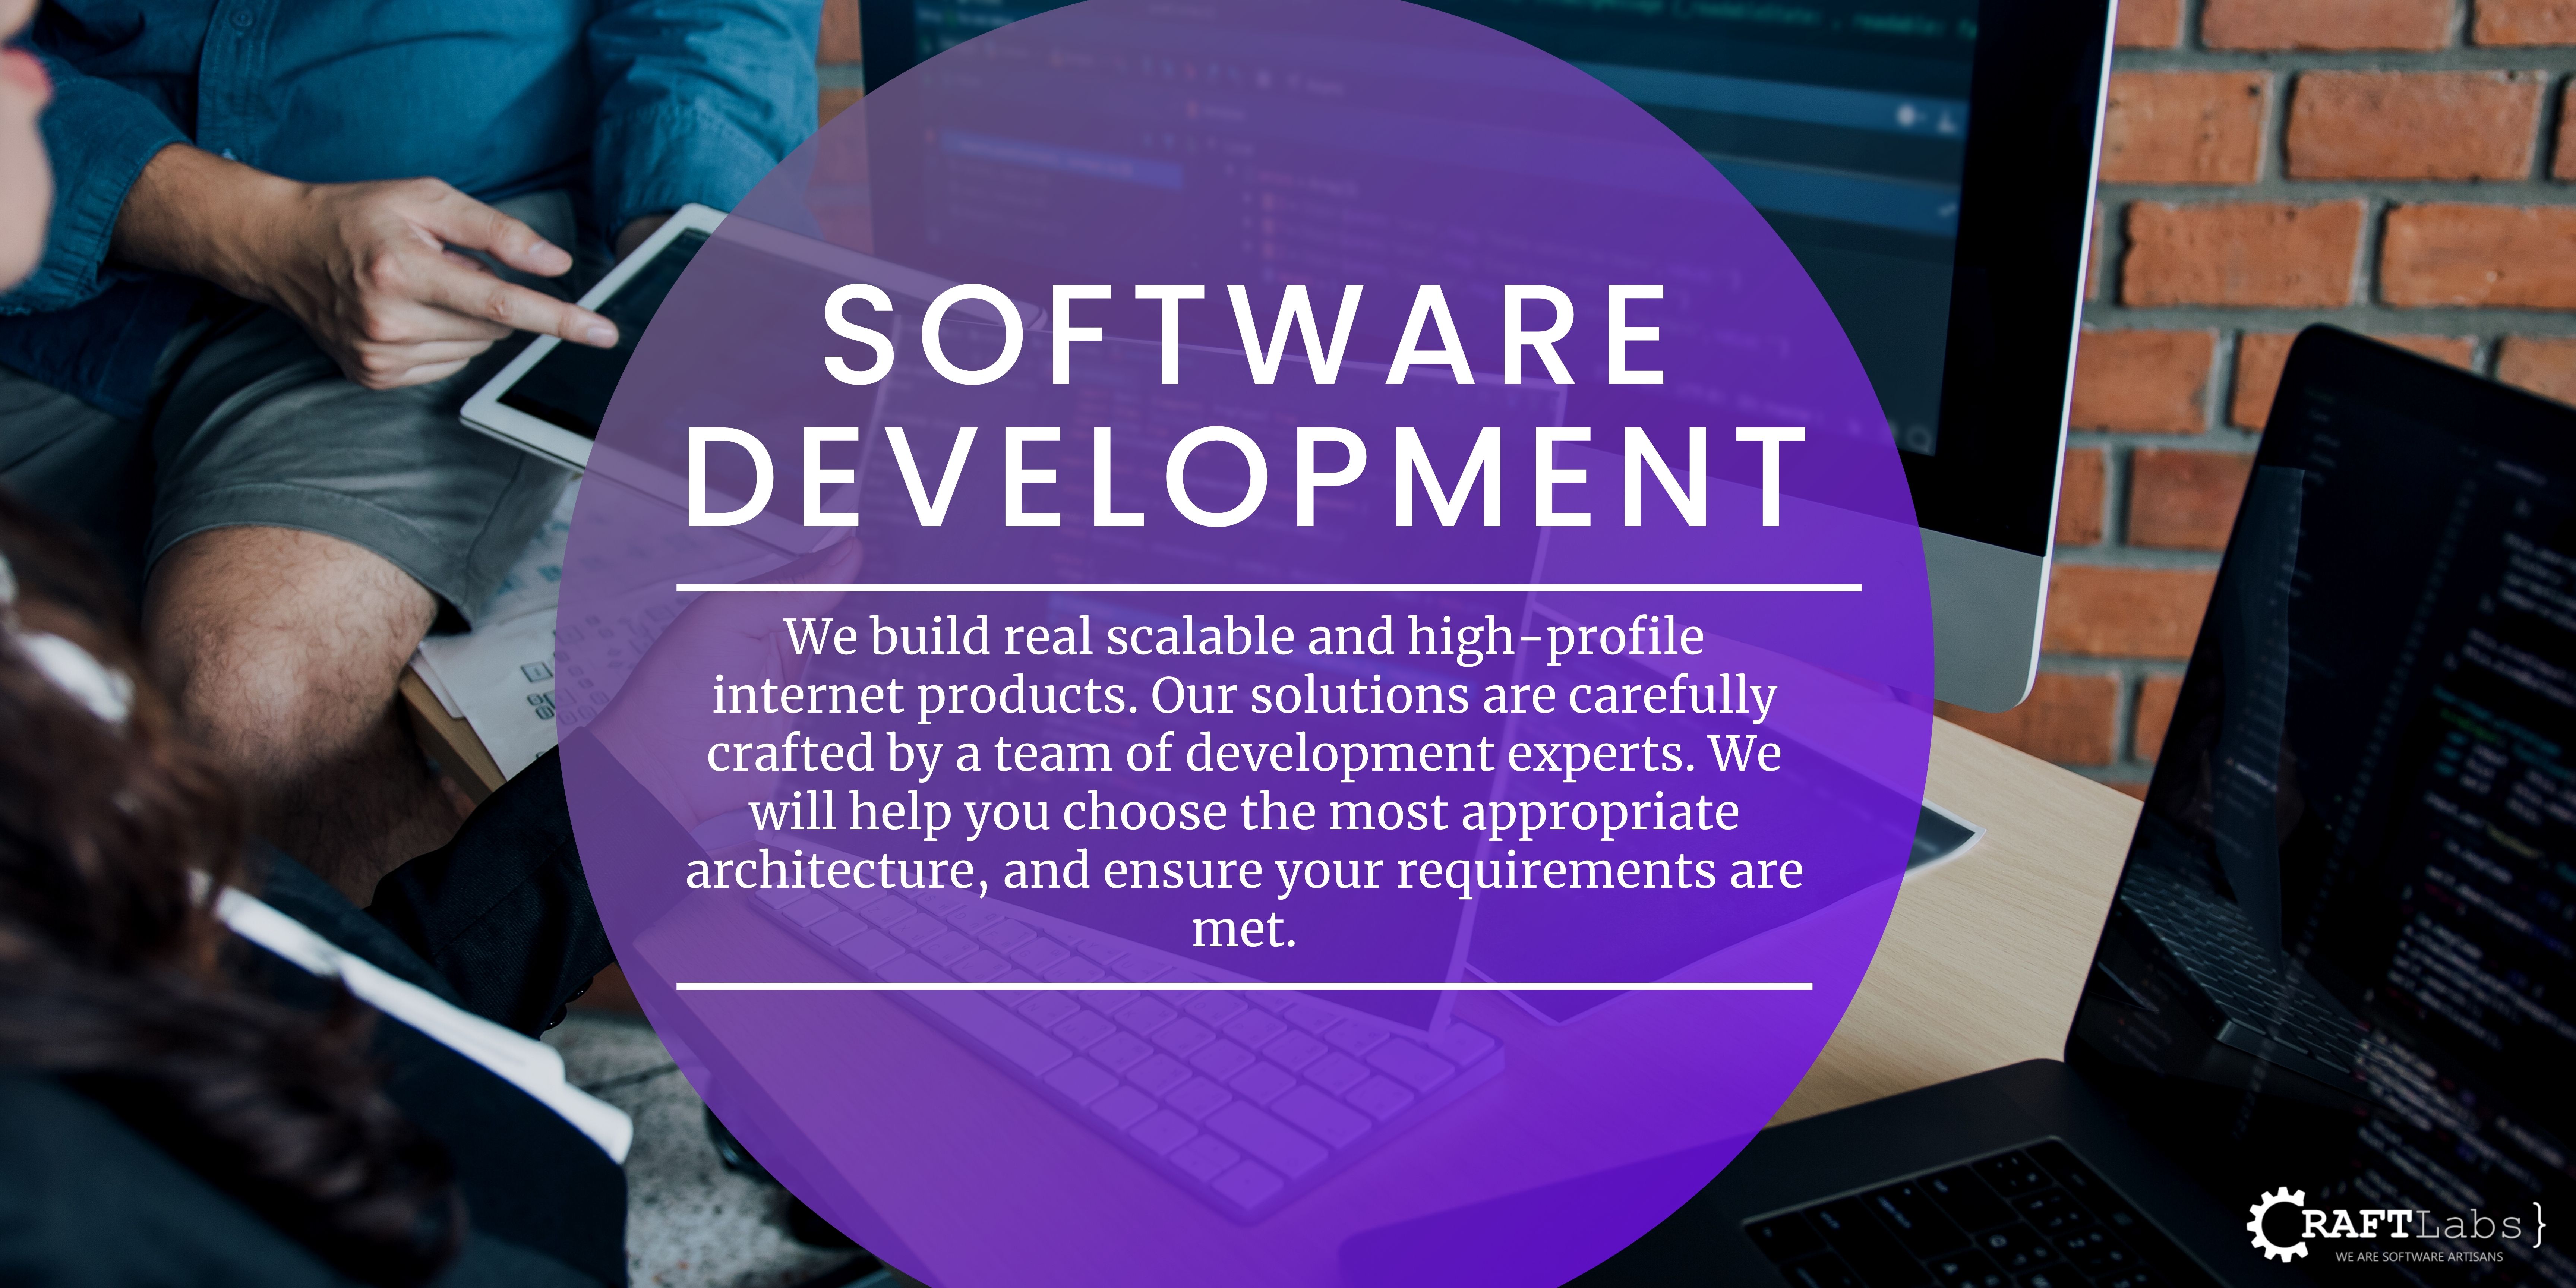 SOFTWARE
DEVELOPMENT
We build real scalable and high-profile
internet products. Our solutions are carefully
crafted by a team of development experts. We
will help you choose the most appropriate
architecture, and ensure your requirements are
met.
CRAFTLabs}
WE ARE SOFTWARE ARTISANS